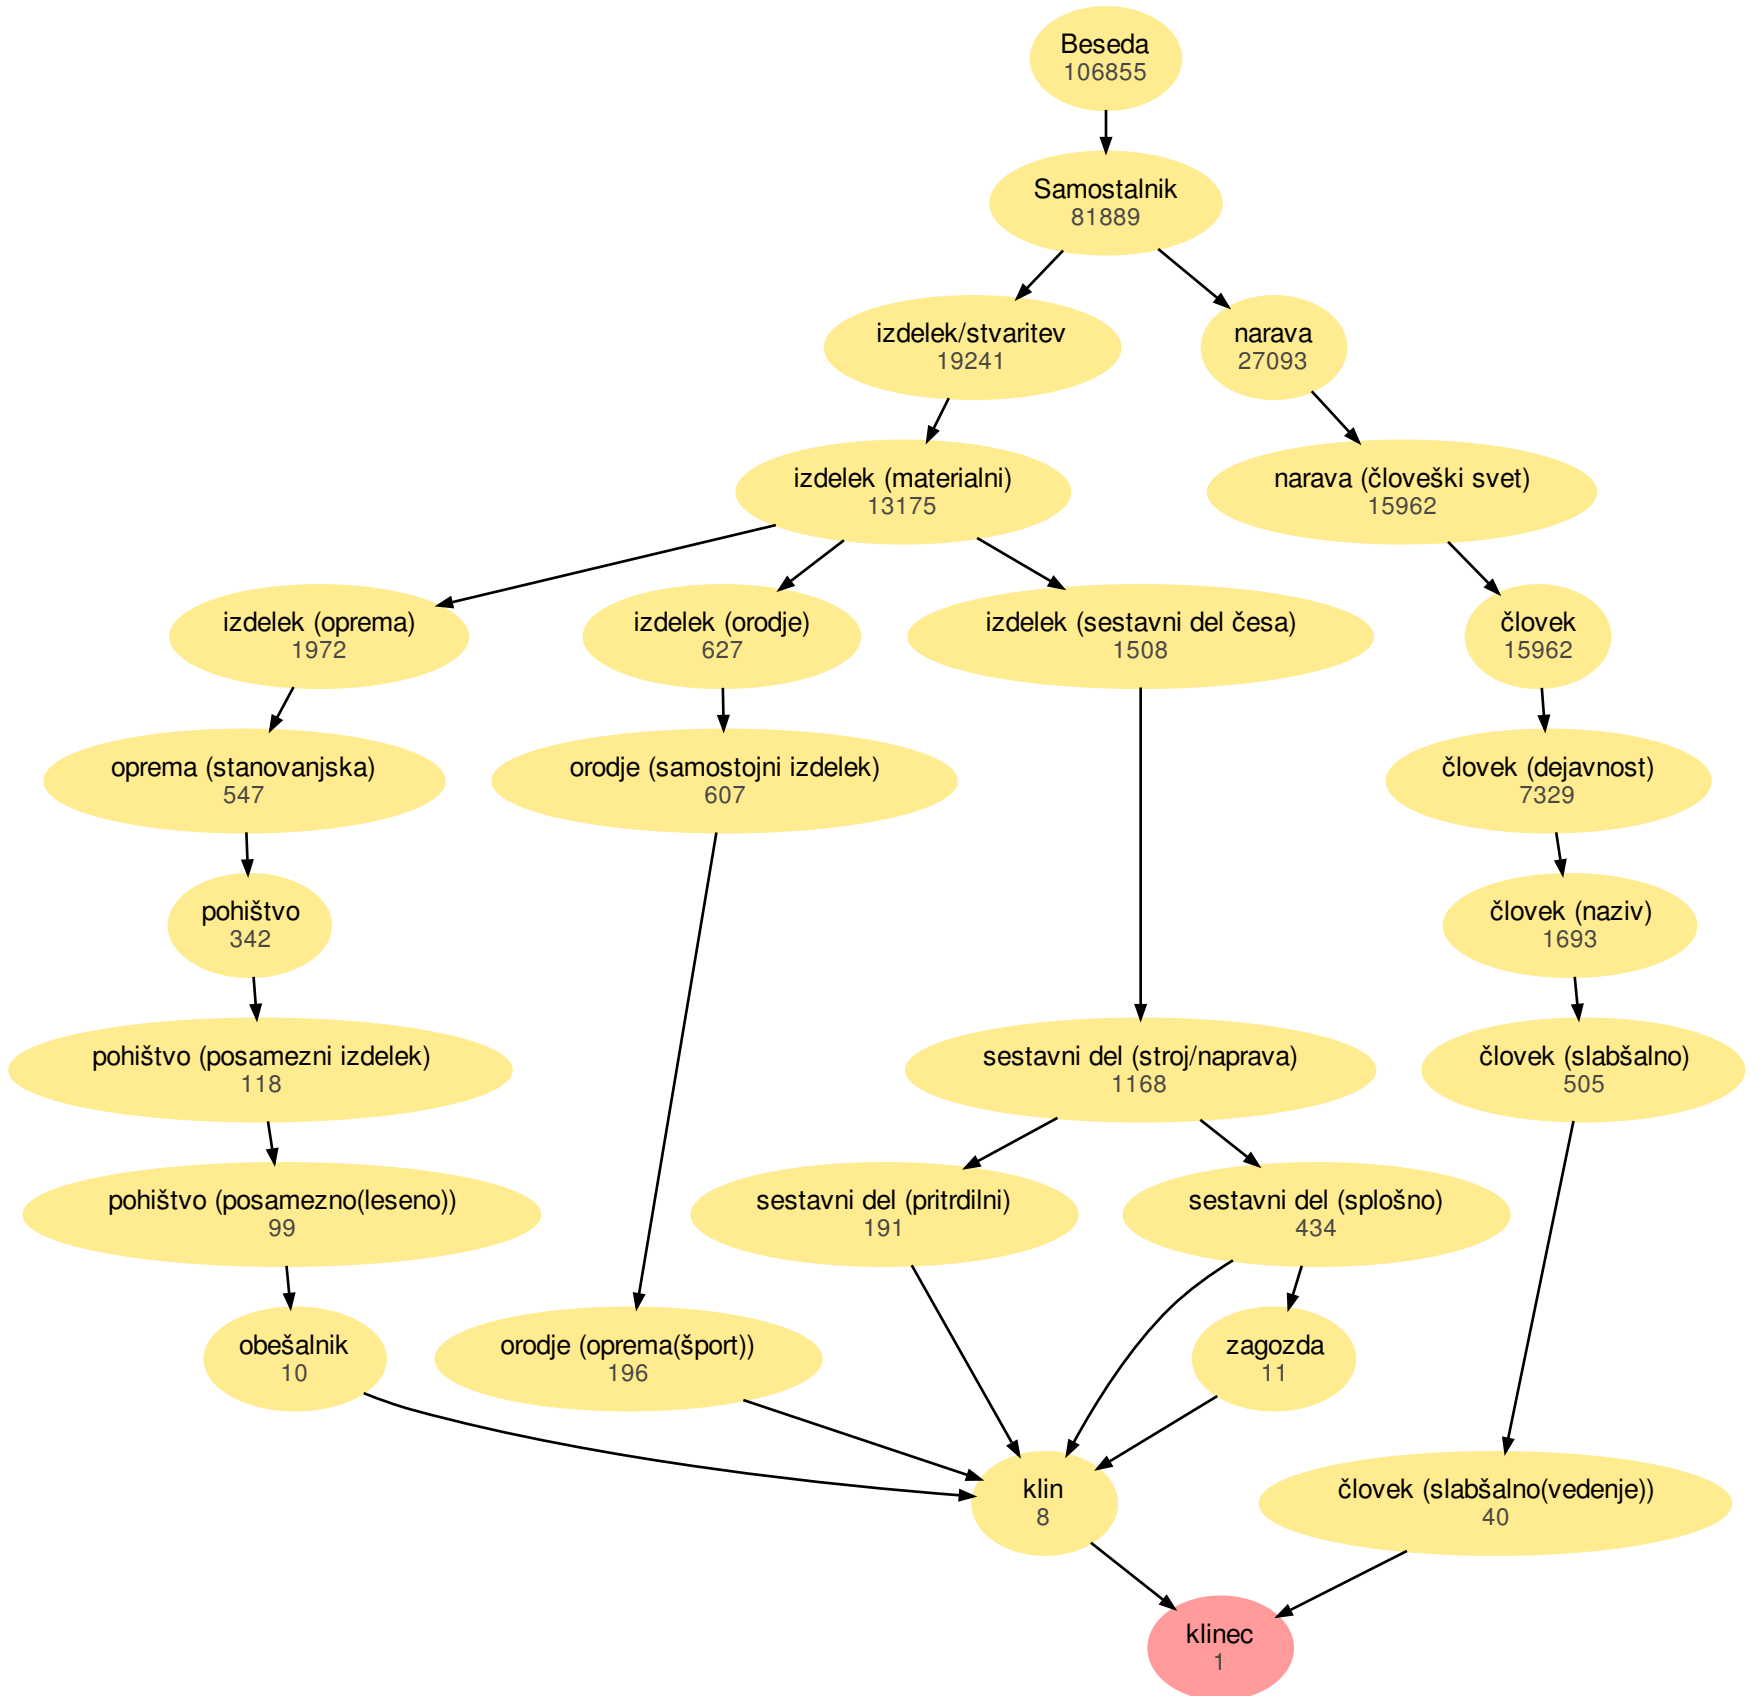 Beseda
106855
Samostalnik
81889
izdelek/stvaritev
19241
narava
27093
izdelek (materialni)
13175
narava (človeški svet)
15962
izdelek (oprema)
1972
izdelek (orodje)
627
izdelek (sestavni del česa)
1508
človek
15962
oprema (stanovanjska)
547
orodje (samostojni izdelek)
607
človek (dejavnost)
7329
pohištvo
342
človek (naziv)
1693
pohištvo (posamezni izdelek)
118
sestavni del (stroj/naprava)
1168
človek (slabšalno)
505
pohištvo (posamezno(leseno))
99
sestavni del (pritrdilni)
191
sestavni del (splošno)
434
obešalnik
10
orodje (oprema(šport))
196
zagozda
11
klin
8
človek (slabšalno(vedenje))
40
klinec
1